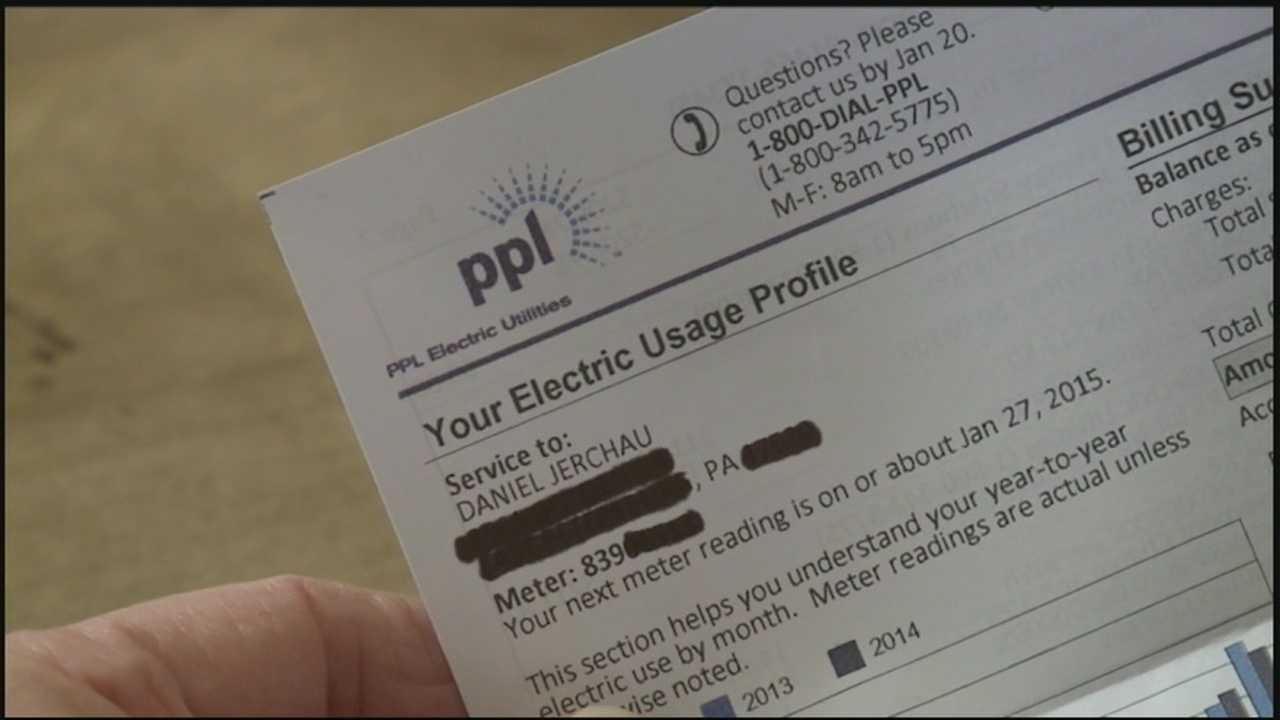 Questions? Please
contact us by Jan 20.
1-800-DIAL-PPL
(1-800-342-5775)
M-F: 8am to 5pm
ppl
PPL Electric Utilities
Your Electric Usage Profile
Service to:
DANIEL JERCHAU
, PA
Meter: 839
Your next meter reading is on or about Jan 27, 2015.
This section helps you understand your year-to-year
electric use by month. Meter readings are actual unless
wise noted.
2013
2014
Billing Su
Balance as
Charges:
Total
Tota
Total
Amo
Acc